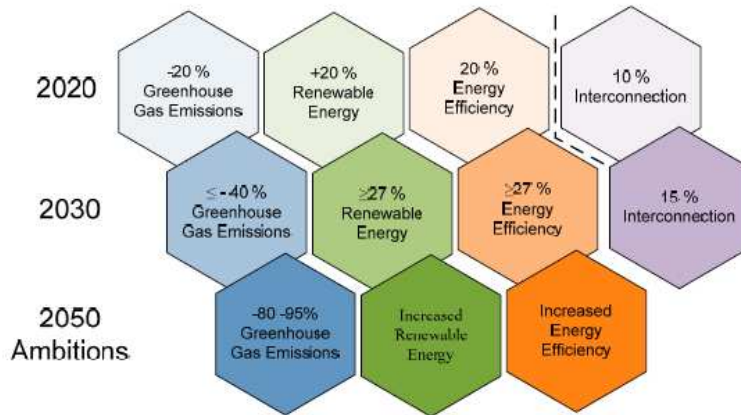 2020
-20 %
Greenhouse
Gas Emissions
+20 %
Renewable
Energy
20 %
Energy
Efficiency
10 %
Interconnection
2030
≤ - 40 %
Greenhouse
Gas Emissions
≥27 %
Renewable
Energy
≥27 %
Energy
Efficiency
15 %
Interconnection
2050
Ambitions
-80 -95%
Greenhouse
Gas Emissions
Increased
Renewable
Energy
Increased
Energy
Efficiency